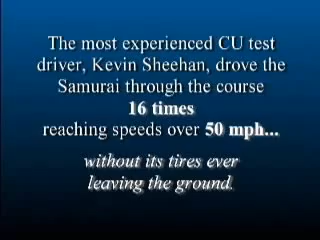 The most experienced CU test
driver, Kevin Sheehan, drove the
Samurai through the course
16 times
reaching speeds over 50 mph...
without its tires ever
leaving the ground.